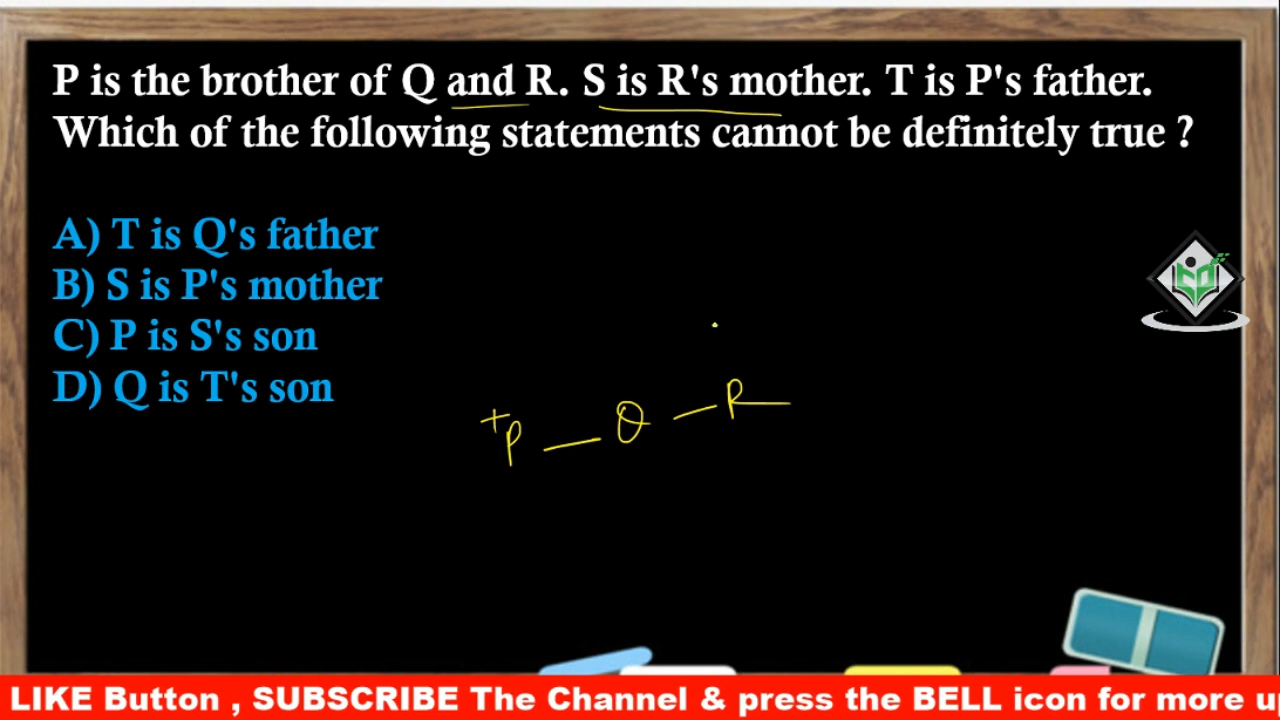 P is the brother of Q and R. S is R's mother. T is P's father.
Which of the following statements cannot be definitely true ?
A) T is Q's father
B) S is P's mother
C) P is S's son
D) Q is T's son
+P — Q — R —
LIKE Button , SUBSCRIBE The Channel & press the BELL icon for more u